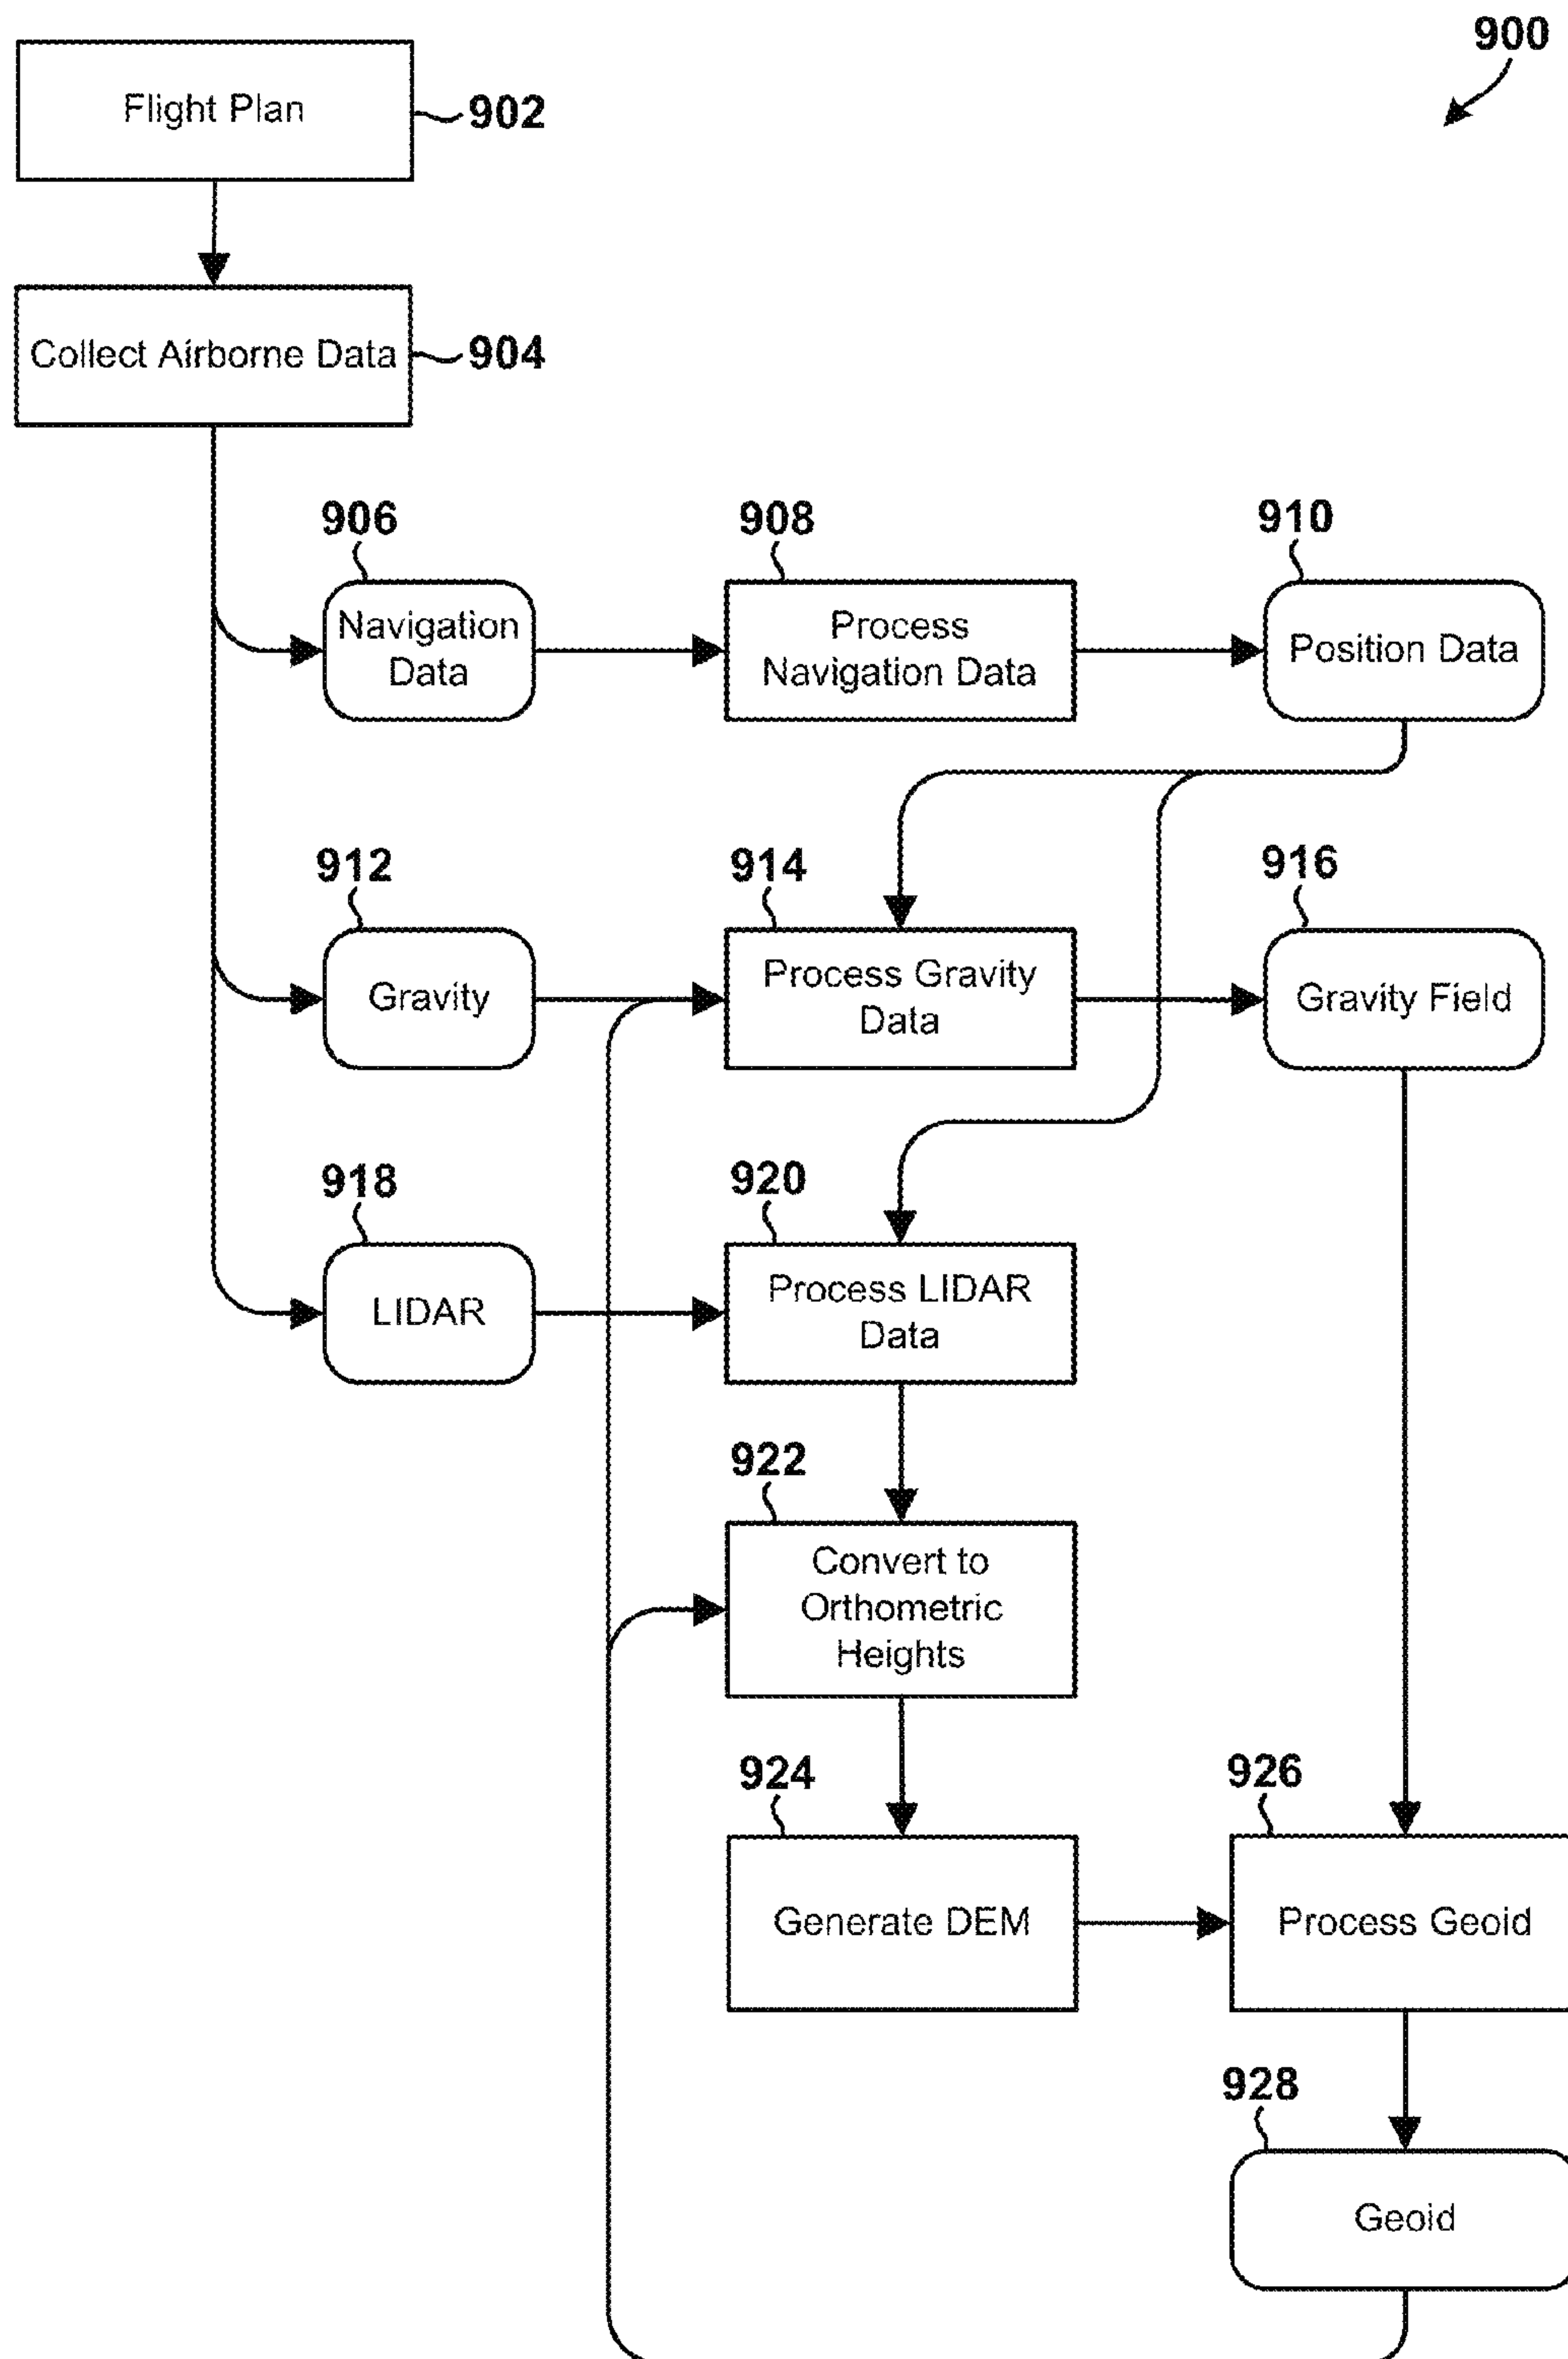 900
Flight Plan
902
Collect Airborne Data
904
906
908
910
Navigation
Data
Process
Navigation Data
Position Data
912
914
916
Gravity
Process Gravity
Data
Gravity Field
918
920
LIDAR
Process LIDAR
Data
922
Convert to
Orthometric
Heights
924
926
Generate DEM
Process Geoid
928
Geoid